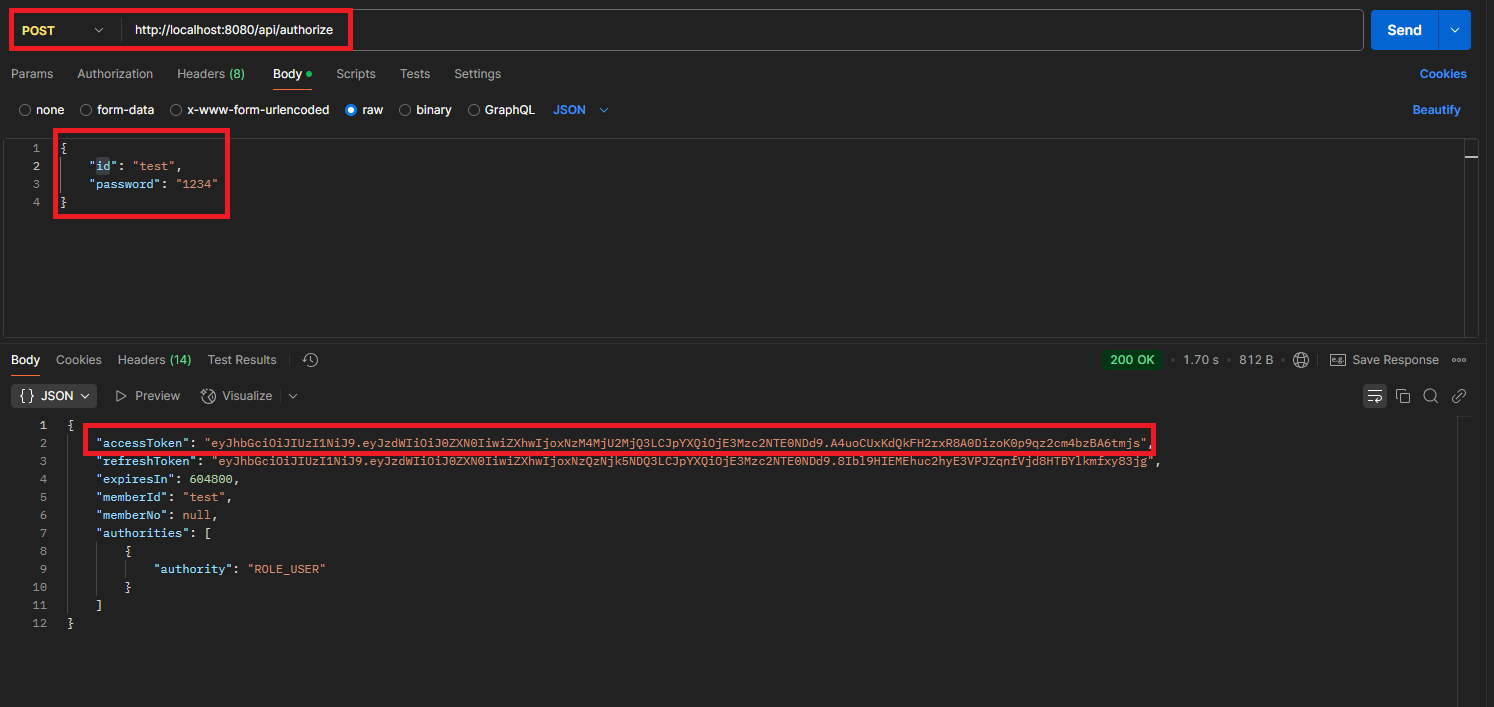 POST http://localhost:8080/api/authorize Send
Params Authorization Headers (8) Body Scripts Tests Settings Cookies
none form-data x-www-form-urlencoded raw binary GraphQL JSON Beautify
1 {
2 "id": "test",
3 "password": "1234"
4 }
Body Cookies Headers (14) Test Results 200 OK • 1.70 s • 812 B • e.g. Save Response
{} JSON Preview Visualize
1 {
2 "accessToken": "eyJhbGciOiJIUzI1NiJ9.eyJzdWIiOiJ0ZXN0IiwiZXhwIjoxNzM4MjU2MjQ3LCJpYXQiOjE3Mzc2NTE0NDd9.A4uoCUxKdQkFH2rxR8A0DizoK0p9qz2cm4bzBA6tmjs",
3 "refreshToken": "eyJhbGciOiJIUzI1NiJ9.eyJzdWIiOiJ0ZXN0IiwiZXhwIjoxNzQzNjk5NDQ3LCJpYXQiOjE3Mzc2NTE0NDd9.8Ibl9HIEMEhuc2hyE3VPJZqnfVjd8HTBYlkmfxy83jg",
4 "expiresIn": 604800,
5 "memberId": "test",
6 "memberNo": null,
7 "authorities": [
8 {
9 "authority": "ROLE_USER"
10 }
11 ]
12 }